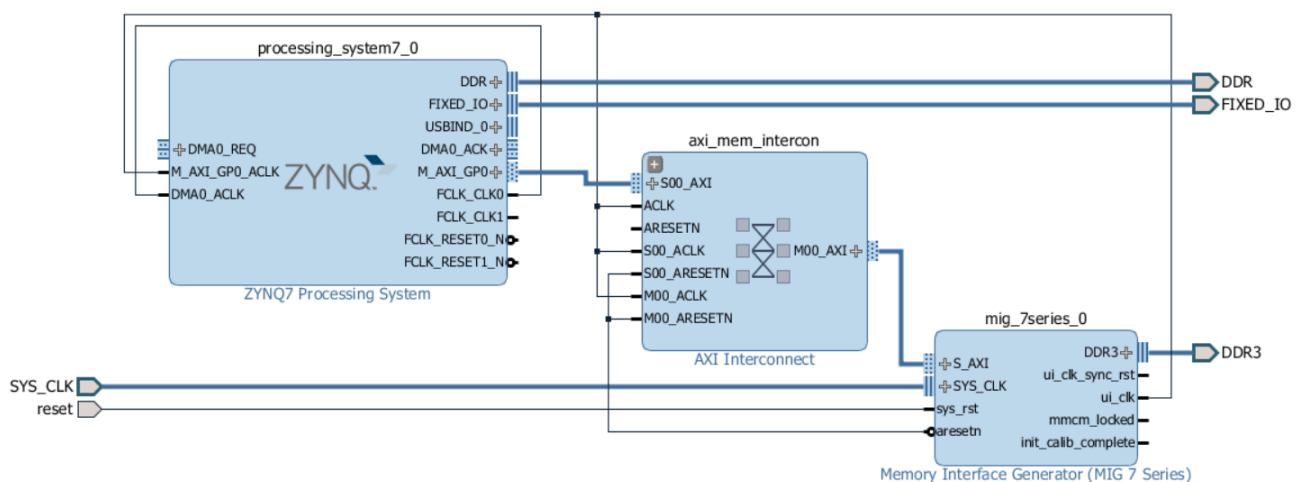 processing_system7_0
DDR
FIXED_IO
USBIND_0
DMA0_REQ
DMA0_ACK
M_AXI_GP0_ACLK
M_AXI_GP0
DMA0_ACLK
FCLK_CLK0
FCLK_CLK1
FCLK_RESET0_N
FCLK_RESET1_N
ZYNQ
ZYNQ7 Processing System
DDR
FIXED_IO
axi_mem_intercon
S00_AXI
ACLK
ARESETN
S00_ACLK
M00_AXI
S00_ARESETN
M00_ACLK
M00_ARESETN
AXI Interconnect
mig_7series_0
DDR3
S_AXI
ui_clk_sync_rst
SYS_CLK
ui_clk
sys_rst
mmcm_locked
aresetn
init_calib_complete
Memory Interface Generator (MIG 7 Series)
DDR3
SYS_CLK
reset